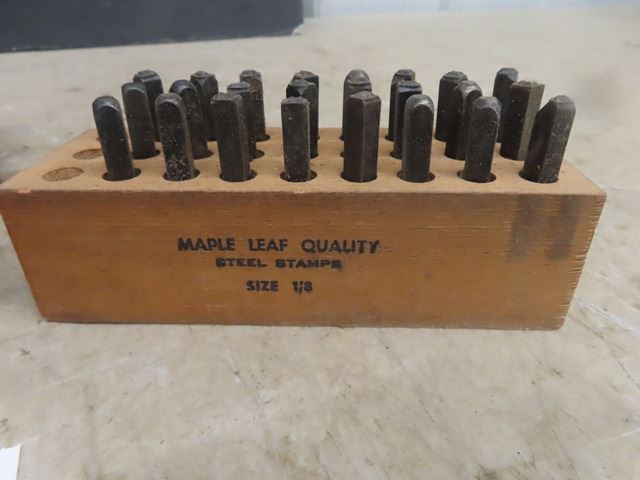 MAPLE LEAF QUALITY
STEEL STAMPS
SIZE 1/8